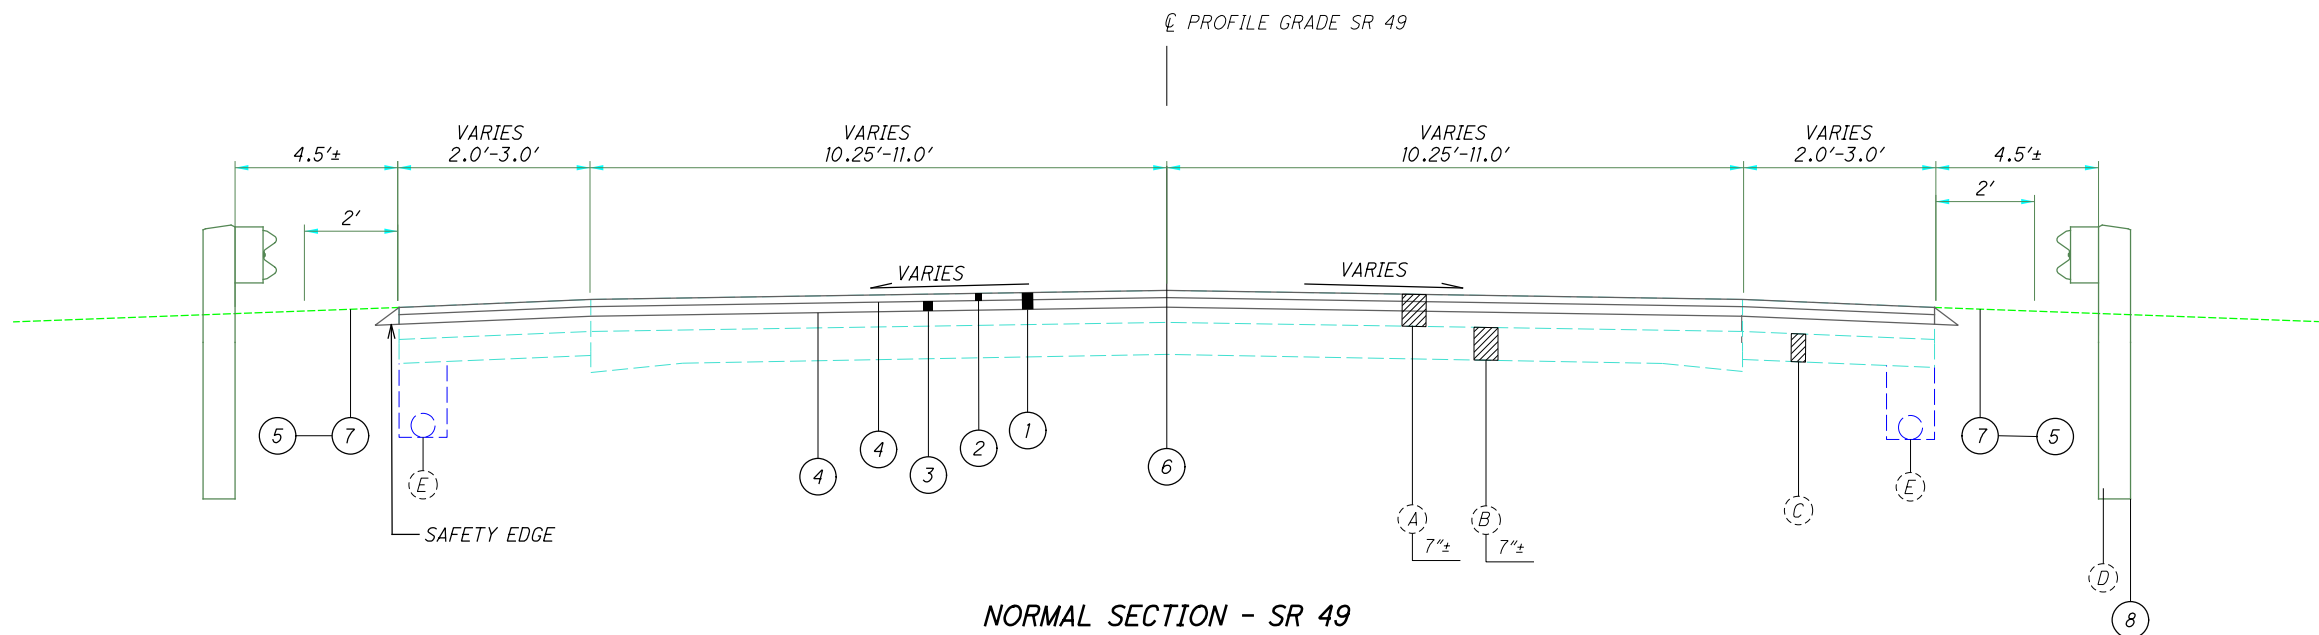 ℄ PROFILE GRADE SR 49
VARIES VARIES VARIES VARIES
4.5'± 2.0'-3.0' 10.25'-11.0' 10.25'-11.0' 2.0'-3.0' 4.5'±
2' 2'
VARIES VARIES
5 7 E 4 4 3 2 1 6 A B C E 7 5
7"± 7"±
SAFETY EDGE
D
8
NORMAL SECTION - SR 49